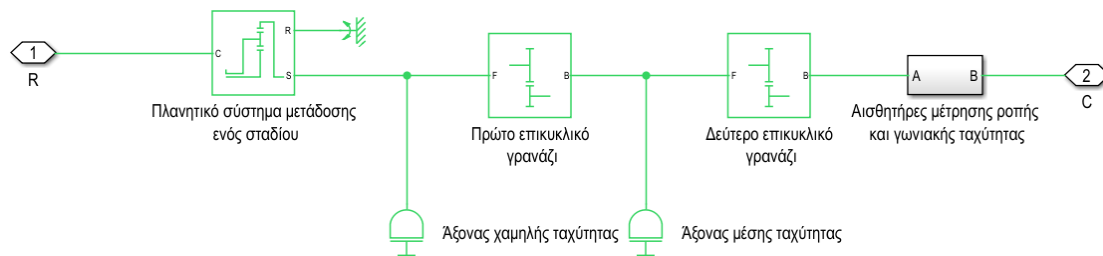 1
R
C
R
S
Πλανητικό σύστημα μετάδοσης
ενός σταδίου
F
B
Πρώτο επικυκλικό
γρανάζι
F
B
Δεύτερο επικυκλικό
γρανάζι
A
B
Αισθητήρες μέτρησης ροπής
και γωνιακής ταχύτητας
2
C
Άξονας χαμηλής ταχύτητας
Άξονας μέσης ταχύτητας